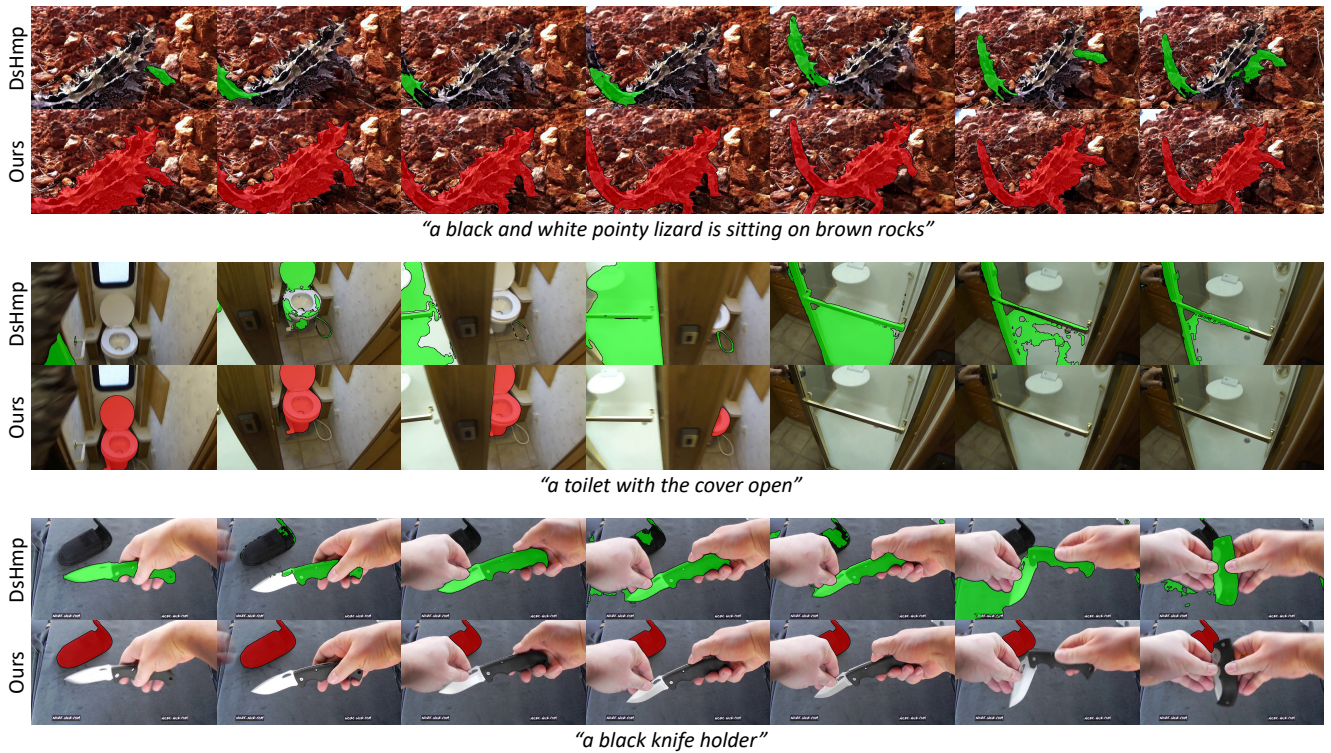 DsHmp
Ours
"a black and white pointy lizard is sitting on brown rocks"
DsHmp
Ours
"a toilet with the cover open"
DsHmp
Ours
"a black knife holder"